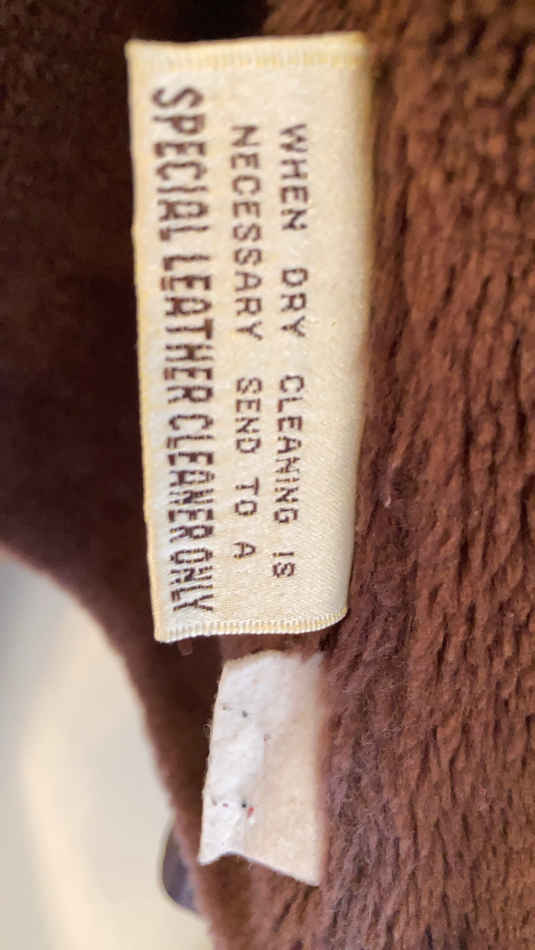 WHEN DRY CLEANING IS
NECESSARY SEND TO A
SPECIAL LEATHER CLEANER ONLY